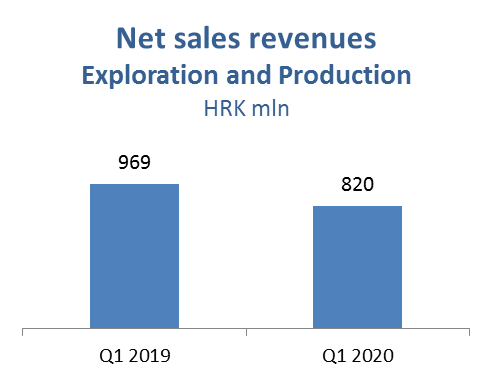 Net sales revenues
Exploration and Production
HRK mln
969
820
Q1 2019
Q1 2020